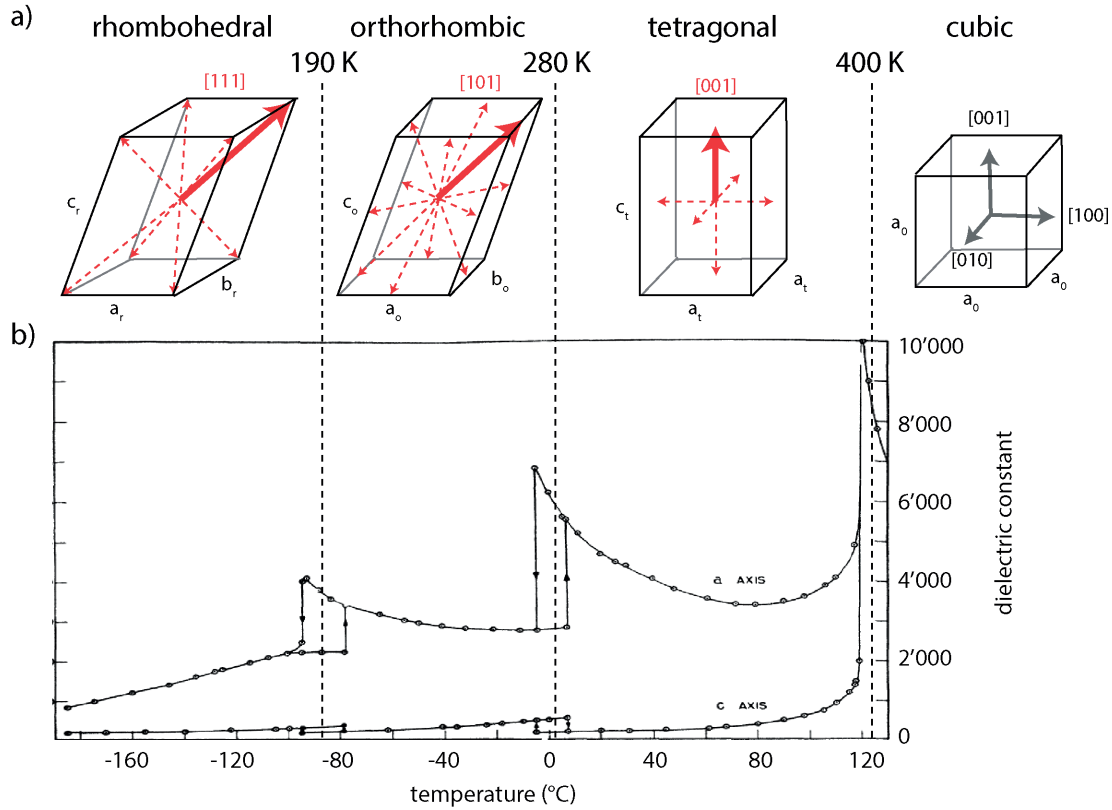 a)
rhombohedral orthorhombic tetragonal cubic
190 K 280 K 400 K
[111] [101] [001]
[001]
[100]
[010]
c_r c_o c_t a_0
b_r b_o a_t a_0
a_r a_o a_t a_0
b)
10'000
8'000
6'000
4'000
2'000
0
dielectric constant
a AXIS
c AXIS
-160 -120 -80 -40 0 40 80 120
temperature (°C)